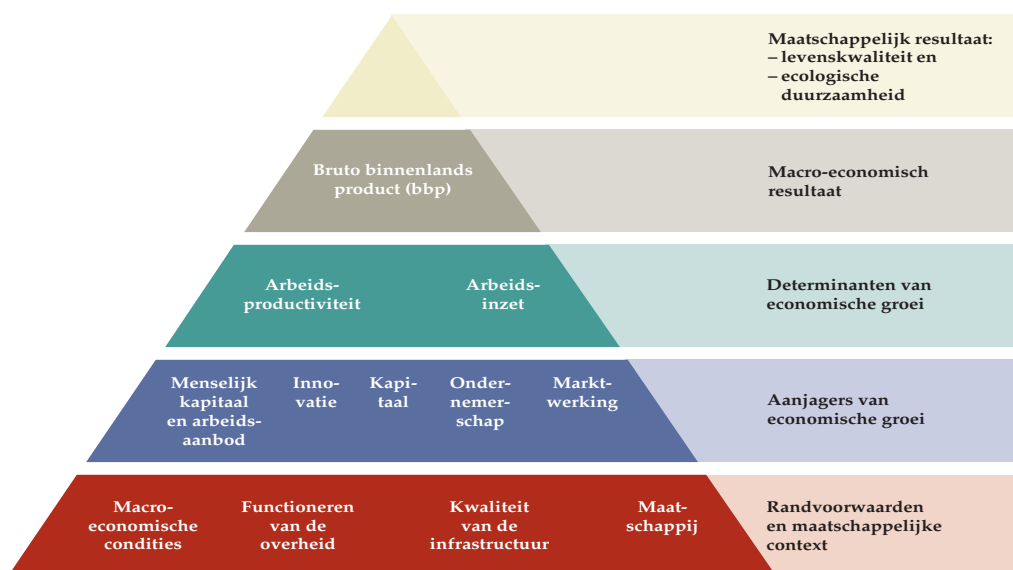 Maatschappelijk resultaat:
– levenskwaliteit en
– ecologische
duurzaamheid
Bruto binnenlands
product (bbp)
Macro-economisch
resultaat
Arbeids-
productiviteit
Arbeids-
inzet
Determinanten van
economische groei
Menselijk
kapitaal
en arbeids-
aanbod
Inno-
vatie
Kapi-
taal
Onder-
nemer-
schap
Markt-
werking
Aanjagers van
economische groei
Macro-
economische
condities
Functioneren
van de
overheid
Kwaliteit
van de
infrastructuur
Maat-
schappij
Randvoorwaarden
en maatschappelijke
context